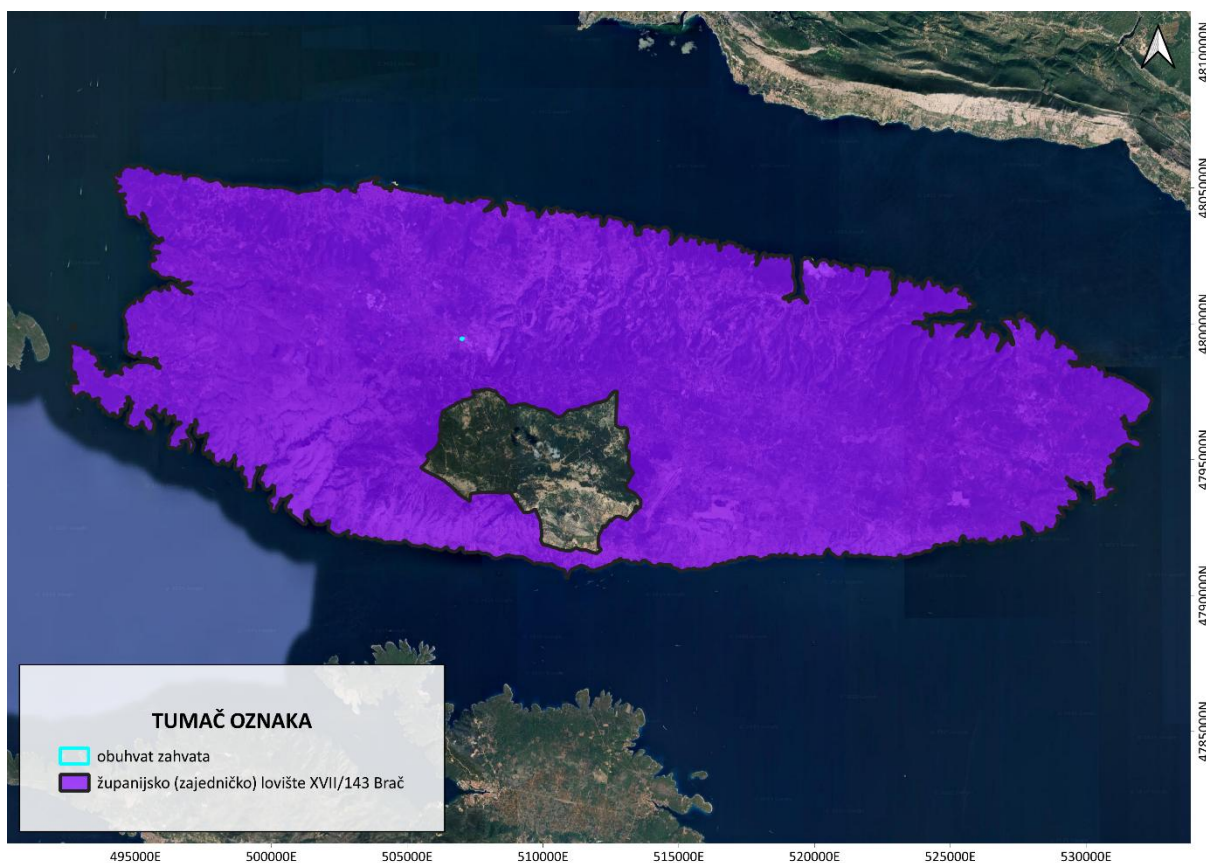 4810000N
4805000N
4800000N
4795000N
4790000N
4785000N
TUMAČ OZNAKA
obuhvat zahvata
županijsko (zajedničko) lovište XVII/143 Brač
495000E
500000E
505000E
510000E
515000E
520000E
525000E
530000E